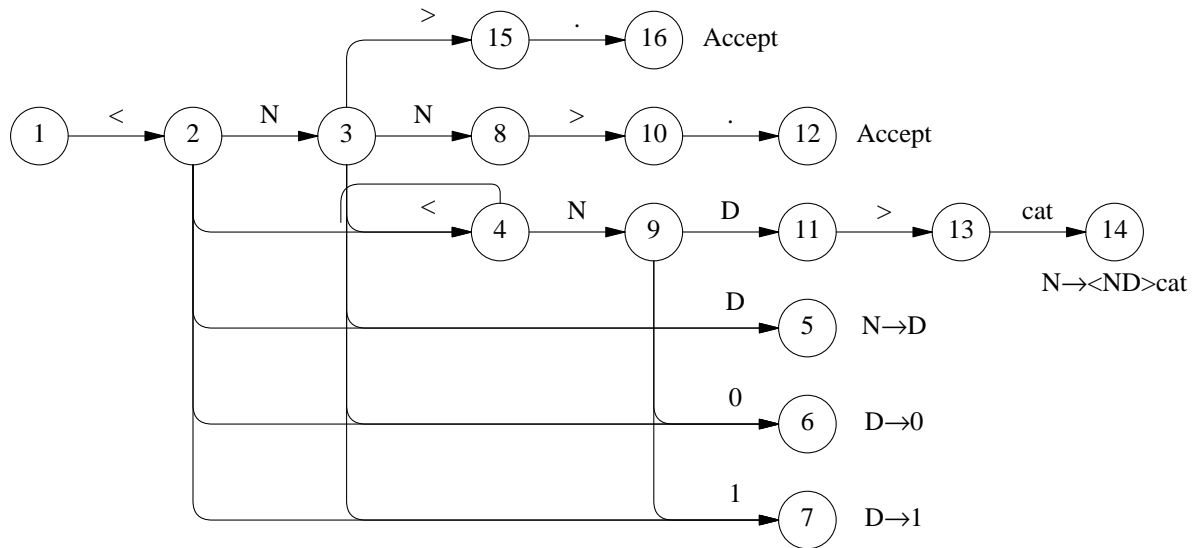 > .
15 16 Accept
< N N > .
1 2 3 8 10 12 Accept
< N D > cat
4 9 11 13 14
N→<ND>cat
D
5 N→D
0
6 D→0
1
7 D→1